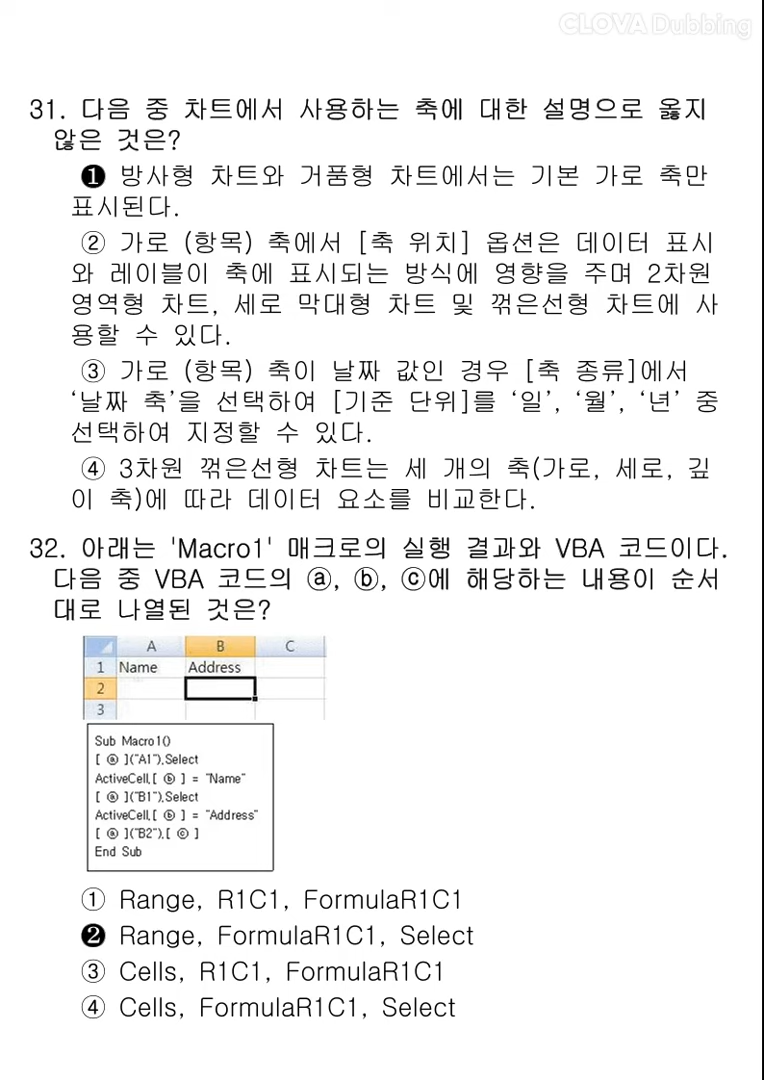 CLOVA Dubbing
31. 다음 중 차트에서 사용하는 축에 대한 설명으로 옳지
않은 것은?
❶ 방사형 차트와 거품형 차트에서는 기본 가로 축만
표시된다.
② 가로 (항목) 축에서 [축 위치] 옵션은 데이터 표시
와 레이블이 축에 표시되는 방식에 영향을 주며 2차원
영역형 차트, 세로 막대형 차트 및 꺾은선형 차트에 사
용할 수 있다.
③ 가로 (항목) 축이 날짜 값인 경우 [축 종류]에서
‘날짜 축’을 선택하여 [기준 단위]를 ‘일’, ‘월’, ‘년’ 중
선택하여 지정할 수 있다.
④ 3차원 꺾은선형 차트는 세 개의 축(가로, 세로, 깊
이 축)에 따라 데이터 요소를 비교한다.
32. 아래는 'Macro1' 매크로의 실행 결과와 VBA 코드이다.
다음 중 VBA 코드의 ⓐ, ⓑ, ⓒ에 해당하는 내용이 순서
대로 나열된 것은?
A B C
1 Name Address
2
3
Sub Macro1()
[ ⓐ ]("A1").Select
ActiveCell.[ ⓑ ] = "Name"
[ ⓐ ]("B1").Select
ActiveCell.[ ⓑ ] = "Address"
[ ⓐ ]("B2").[ ⓒ ]
End Sub
① Range, R1C1, FormulaR1C1
❷ Range, FormulaR1C1, Select
③ Cells, R1C1, FormulaR1C1
④ Cells, FormulaR1C1, Select